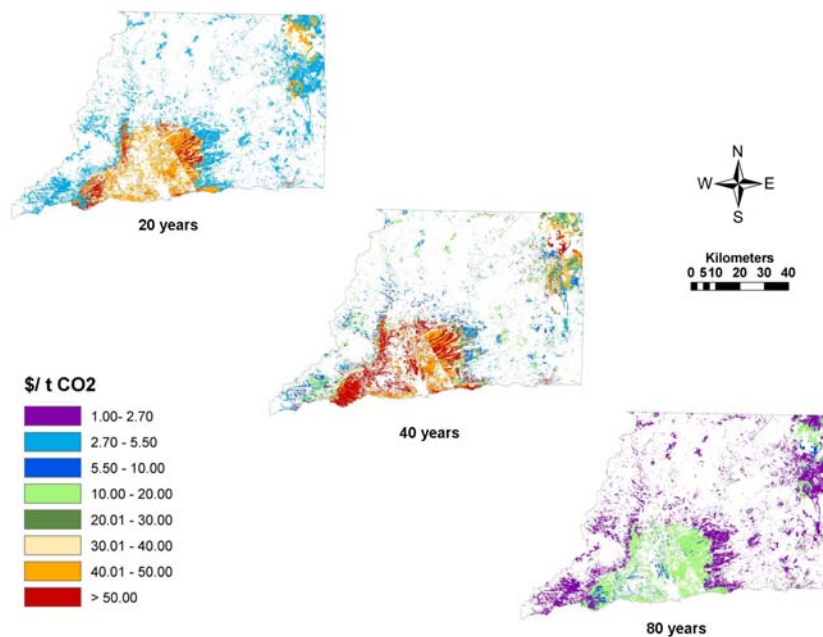 20 years
N
W E
S
Kilometers
0 510 20 30 40
40 years
$/ t CO2
1.00- 2.70
2.70 - 5.50
5.50 - 10.00
10.00 - 20.00
20.01 - 30.00
30.01 - 40.00
40.01 - 50.00
> 50.00
80 years